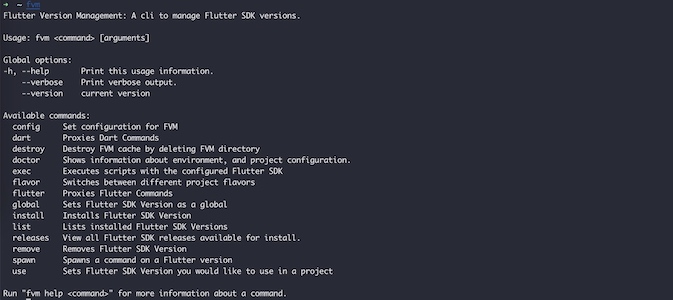 ➜  ~ fvm
Flutter Version Management: A cli to manage Flutter SDK versions.

Usage: fvm <command> [arguments]

Global options:
-h, --help       Print this usage information.
    --verbose    Print verbose output.
    --version    current version

Available commands:
  config     Set configuration for FVM
  dart       Proxies Dart Commands
  destroy    Destroy FVM cache by deleting FVM directory
  doctor     Shows information about environment, and project configuration.
  exec       Executes scripts with the configured Flutter SDK
  flavor     Switches between different project flavors
  flutter    Proxies Flutter Commands
  global     Sets Flutter SDK Version as a global
  install    Installs Flutter SDK Version
  list       Lists installed Flutter SDK Versions
  releases   View all Flutter SDK releases available for install.
  remove     Removes Flutter SDK Version
  spawn      Spawns a command on a Flutter version
  use        Sets Flutter SDK Version you would like to use in a project

Run "fvm help <command>" for more information about a command.